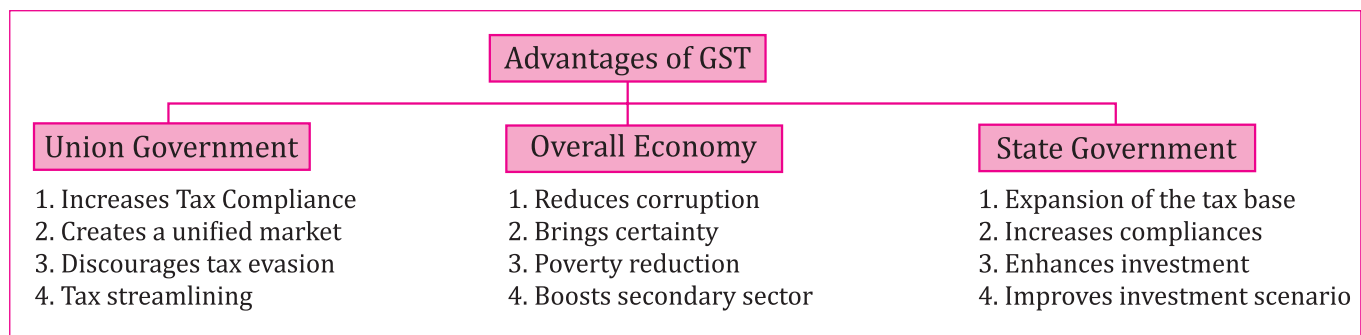 Advantages of GST
Union Government
1. Increases Tax Compliance
2. Creates a unified market
3. Discourages tax evasion
4. Tax streamlining
Overall Economy
1. Reduces corruption
2. Brings certainty
3. Poverty reduction
4. Boosts secondary sector
State Government
1. Expansion of the tax base
2. Increases compliances
3. Enhances investment
4. Improves investment scenario